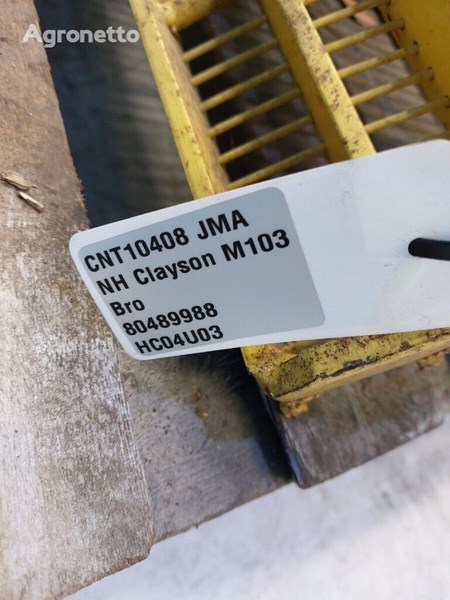 Agronetto
CNT10408 JMA
NH Clayson M103
Bro
80489988
HC04U03